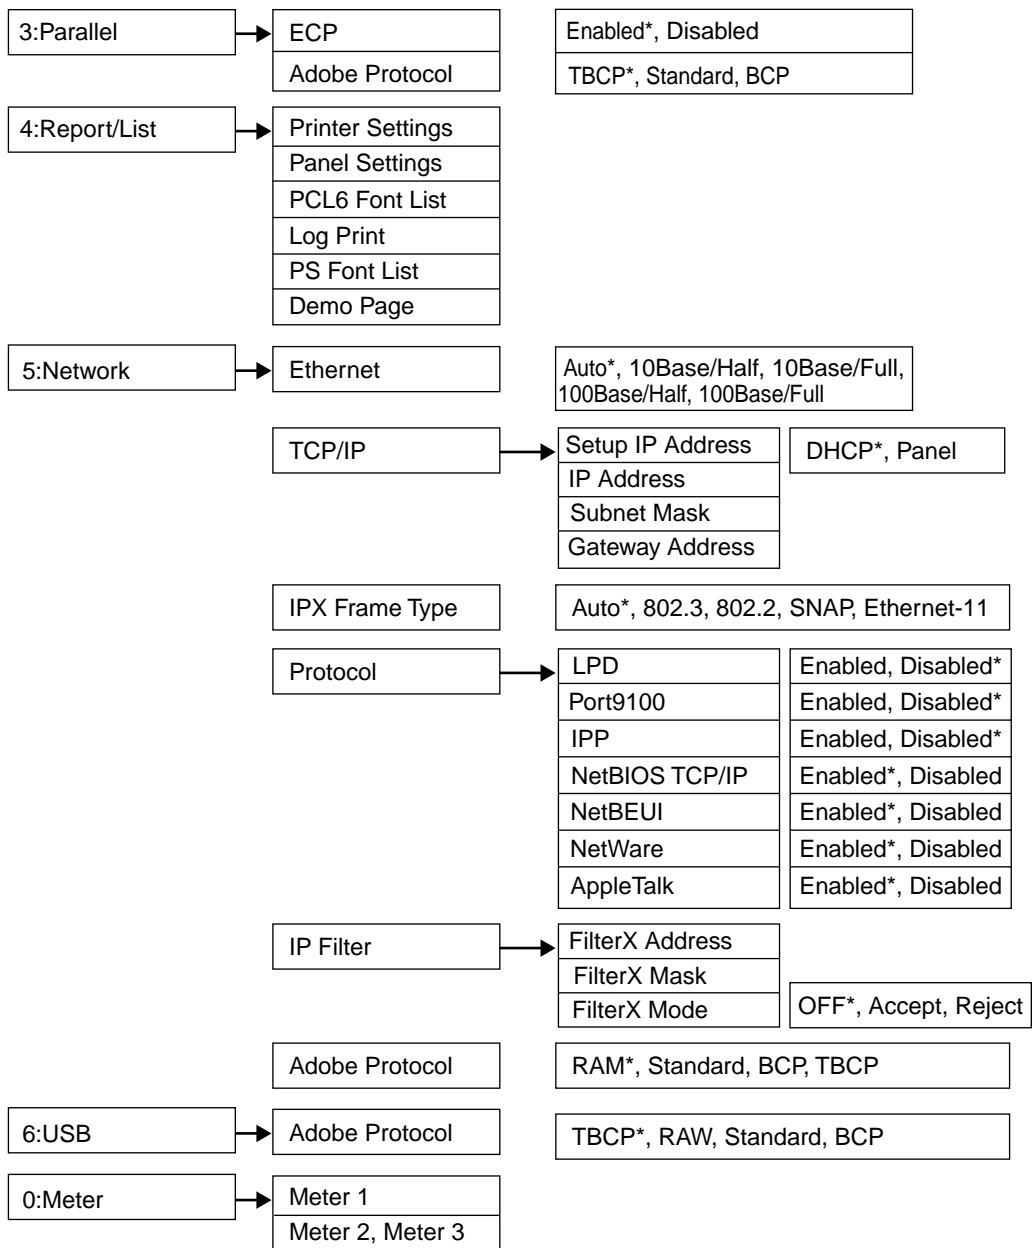 3:Parallel
ECP
Enabled*, Disabled
Adobe Protocol
TBCP*, Standard, BCP
4:Report/List
Printer Settings
Panel Settings
PCL6 Font List
Log Print
PS Font List
Demo Page
5:Network
Ethernet
Auto*, 10Base/Half, 10Base/Full,
100Base/Half, 100Base/Full
TCP/IP
Setup IP Address
DHCP*, Panel
IP Address
Subnet Mask
Gateway Address
IPX Frame Type
Auto*, 802.3, 802.2, SNAP, Ethernet-11
Protocol
LPD
Enabled, Disabled*
Port9100
Enabled, Disabled*
IPP
Enabled, Disabled*
NetBIOS TCP/IP
Enabled*, Disabled
NetBEUI
Enabled*, Disabled
NetWare
Enabled*, Disabled
AppleTalk
Enabled*, Disabled
IP Filter
FilterX Address
FilterX Mask
FilterX Mode
OFF*, Accept, Reject
Adobe Protocol
RAM*, Standard, BCP, TBCP
6:USB
Adobe Protocol
TBCP*, RAW, Standard, BCP
0:Meter
Meter 1
Meter 2, Meter 3